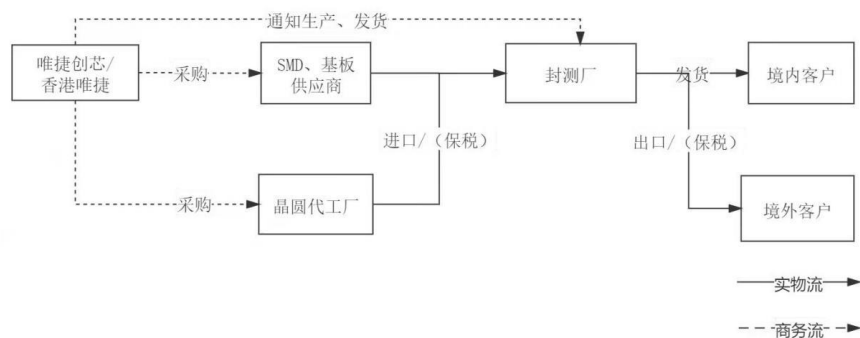 通知生产、发货
唯捷创芯/
香港唯捷
采购
SMD、基板
供应商
封测厂
发货
境内客户
进口/（保税）
出口/（保税）
采购
晶圆代工厂
境外客户
实物流
商务流